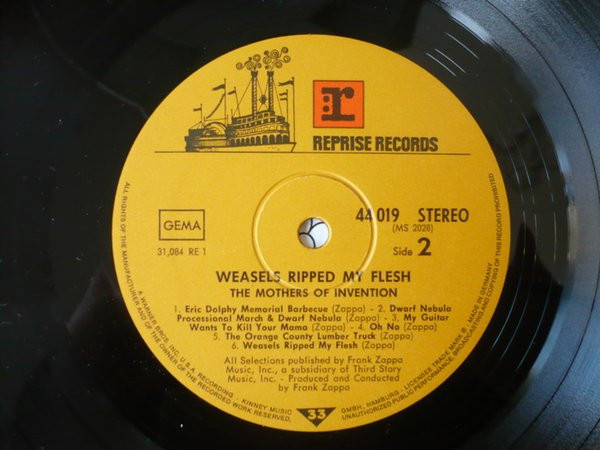 r
REPRISE RECORDS
GEMA
31,084 RE 1
44 019 STEREO
(MS 2028)
Side 2
WEASELS RIPPED MY FLESH
THE MOTHERS OF INVENTION
1. Eric Dolphy Memorial Barbecue (Zappa) - 2. Dwarf Nebula
Processional March & Dwarf Nebula (Zappa) - 3. My Guitar
Wants To Kill Your Mama (Zappa) - 4. Oh No (Zappa)
5. The Orange County Lumber Truck (Zappa)
6. Weasels Ripped My Flesh (Zappa)
All Selections published by Frank Zappa
Music, Inc., a subsidiary of Third Story
Music, Inc. - Produced and Conducted
by Frank Zappa
33
ALL RIGHTS OF THE MANUFACTURER AND OF THE OWNER OF THE RECORDED WORK RESERVED.
A WARNER BROS. INC. U.S.A. RECORDING - KINNEY MUSIC
GMBH. HAMBURG - LICENSEE TRADE MARK ® - MADE IN GERMANY
UNAUTHORIZED PUBLIC PERFORMANCE, BROADCASTING AND COPYING OF THIS RECORD PROHIBITED